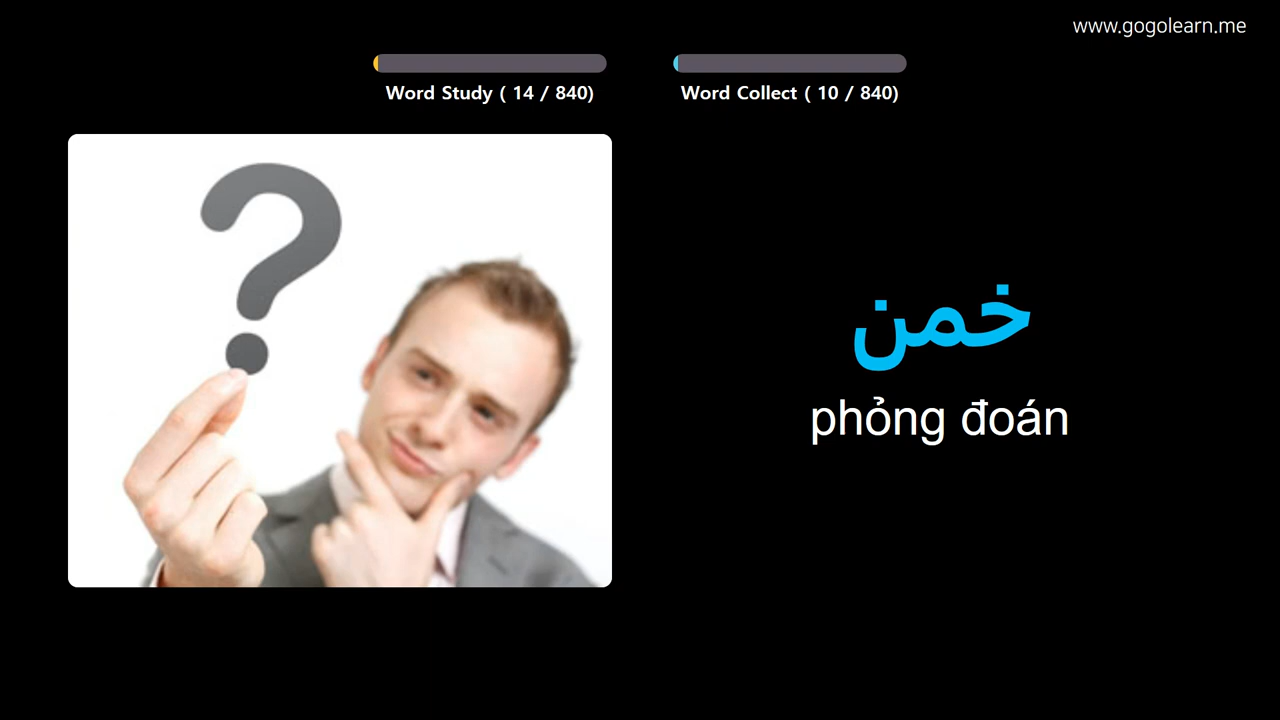 www.gogolearn.me
Word Study ( 14 / 840)
Word Collect ( 10 / 840)
?
خمن
phỏng đoán